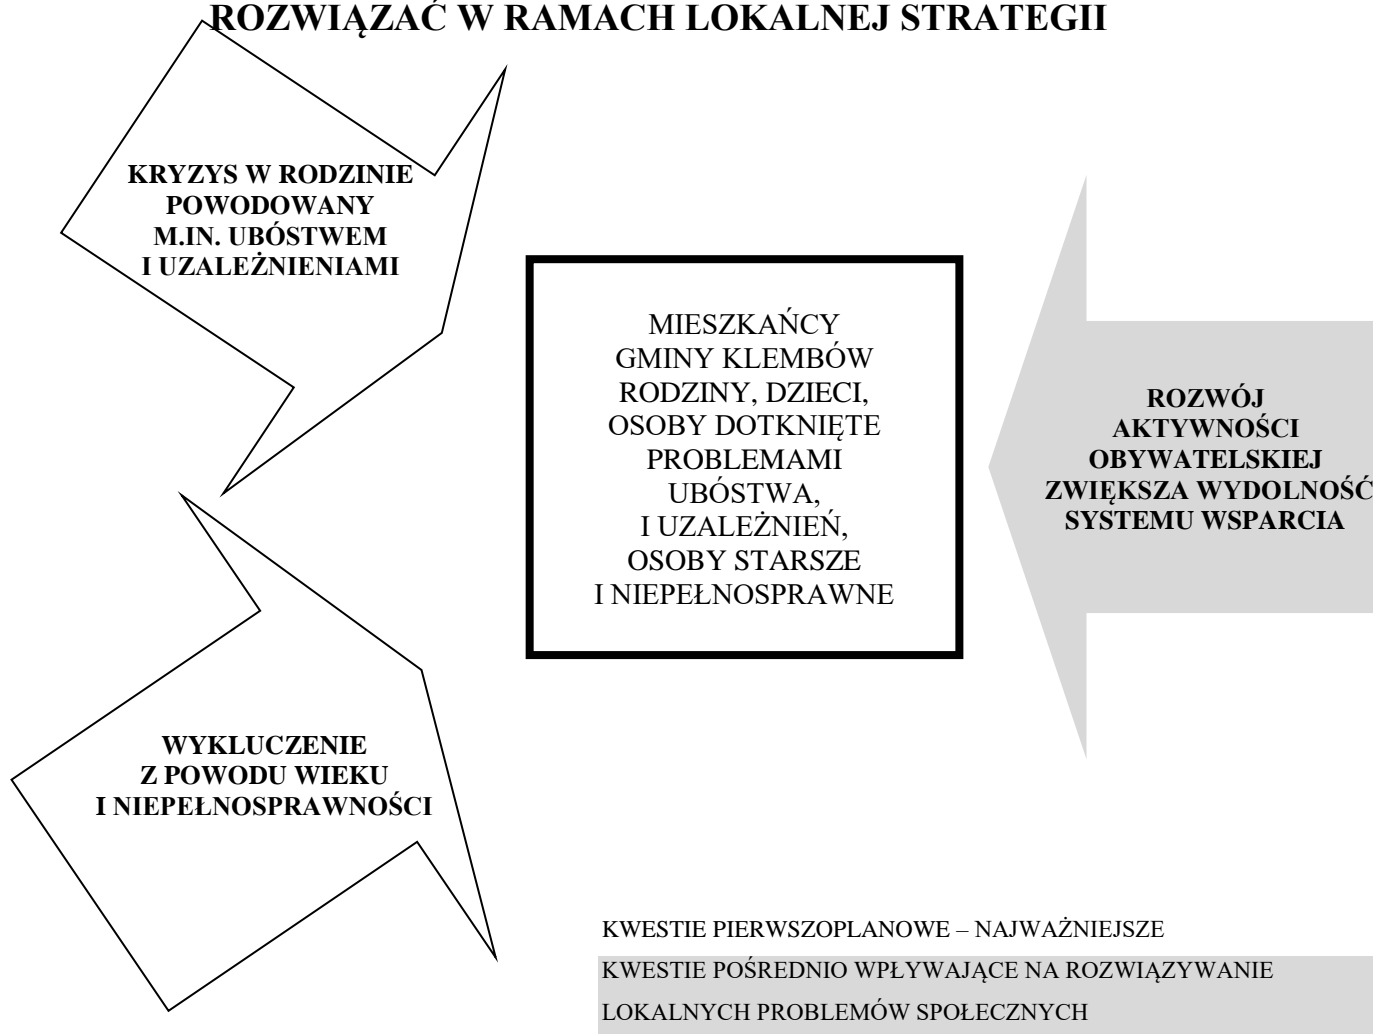 ROZWIĄZAĆ W RAMACH LOKALNEJ STRATEGII
KRYZYS W RODZINIE
POWODOWANY
M.IN. UBÓSTWEM
I UZALEŻNIENIAMI
MIESZKAŃCY
GMINY KLEMBÓW
RODZINY, DZIECI,
OSOBY DOTKNIĘTE
PROBLEMAMI
UBÓSTWA,
I UZALEŻNIEŃ,
OSOBY STARSZE
I NIEPEŁNOSPRAWNE
ROZWÓJ
AKTYWNOŚCI
OBYWATELSKIEJ
ZWIĘKSZA WYDOLNOŚĆ
SYSTEMU WSPARCIA
WYKLUCZENIE
Z POWODU WIEKU
I NIEPEŁNOSPRAWNOŚCI
KWESTIE PIERWSZOPLANOWE – NAJWAŻNIEJSZE
KWESTIE POŚREDNIO WPŁYWAJĄCE NA ROZWIĄZYWANIE
LOKALNYCH PROBLEMÓW SPOŁECZNYCH